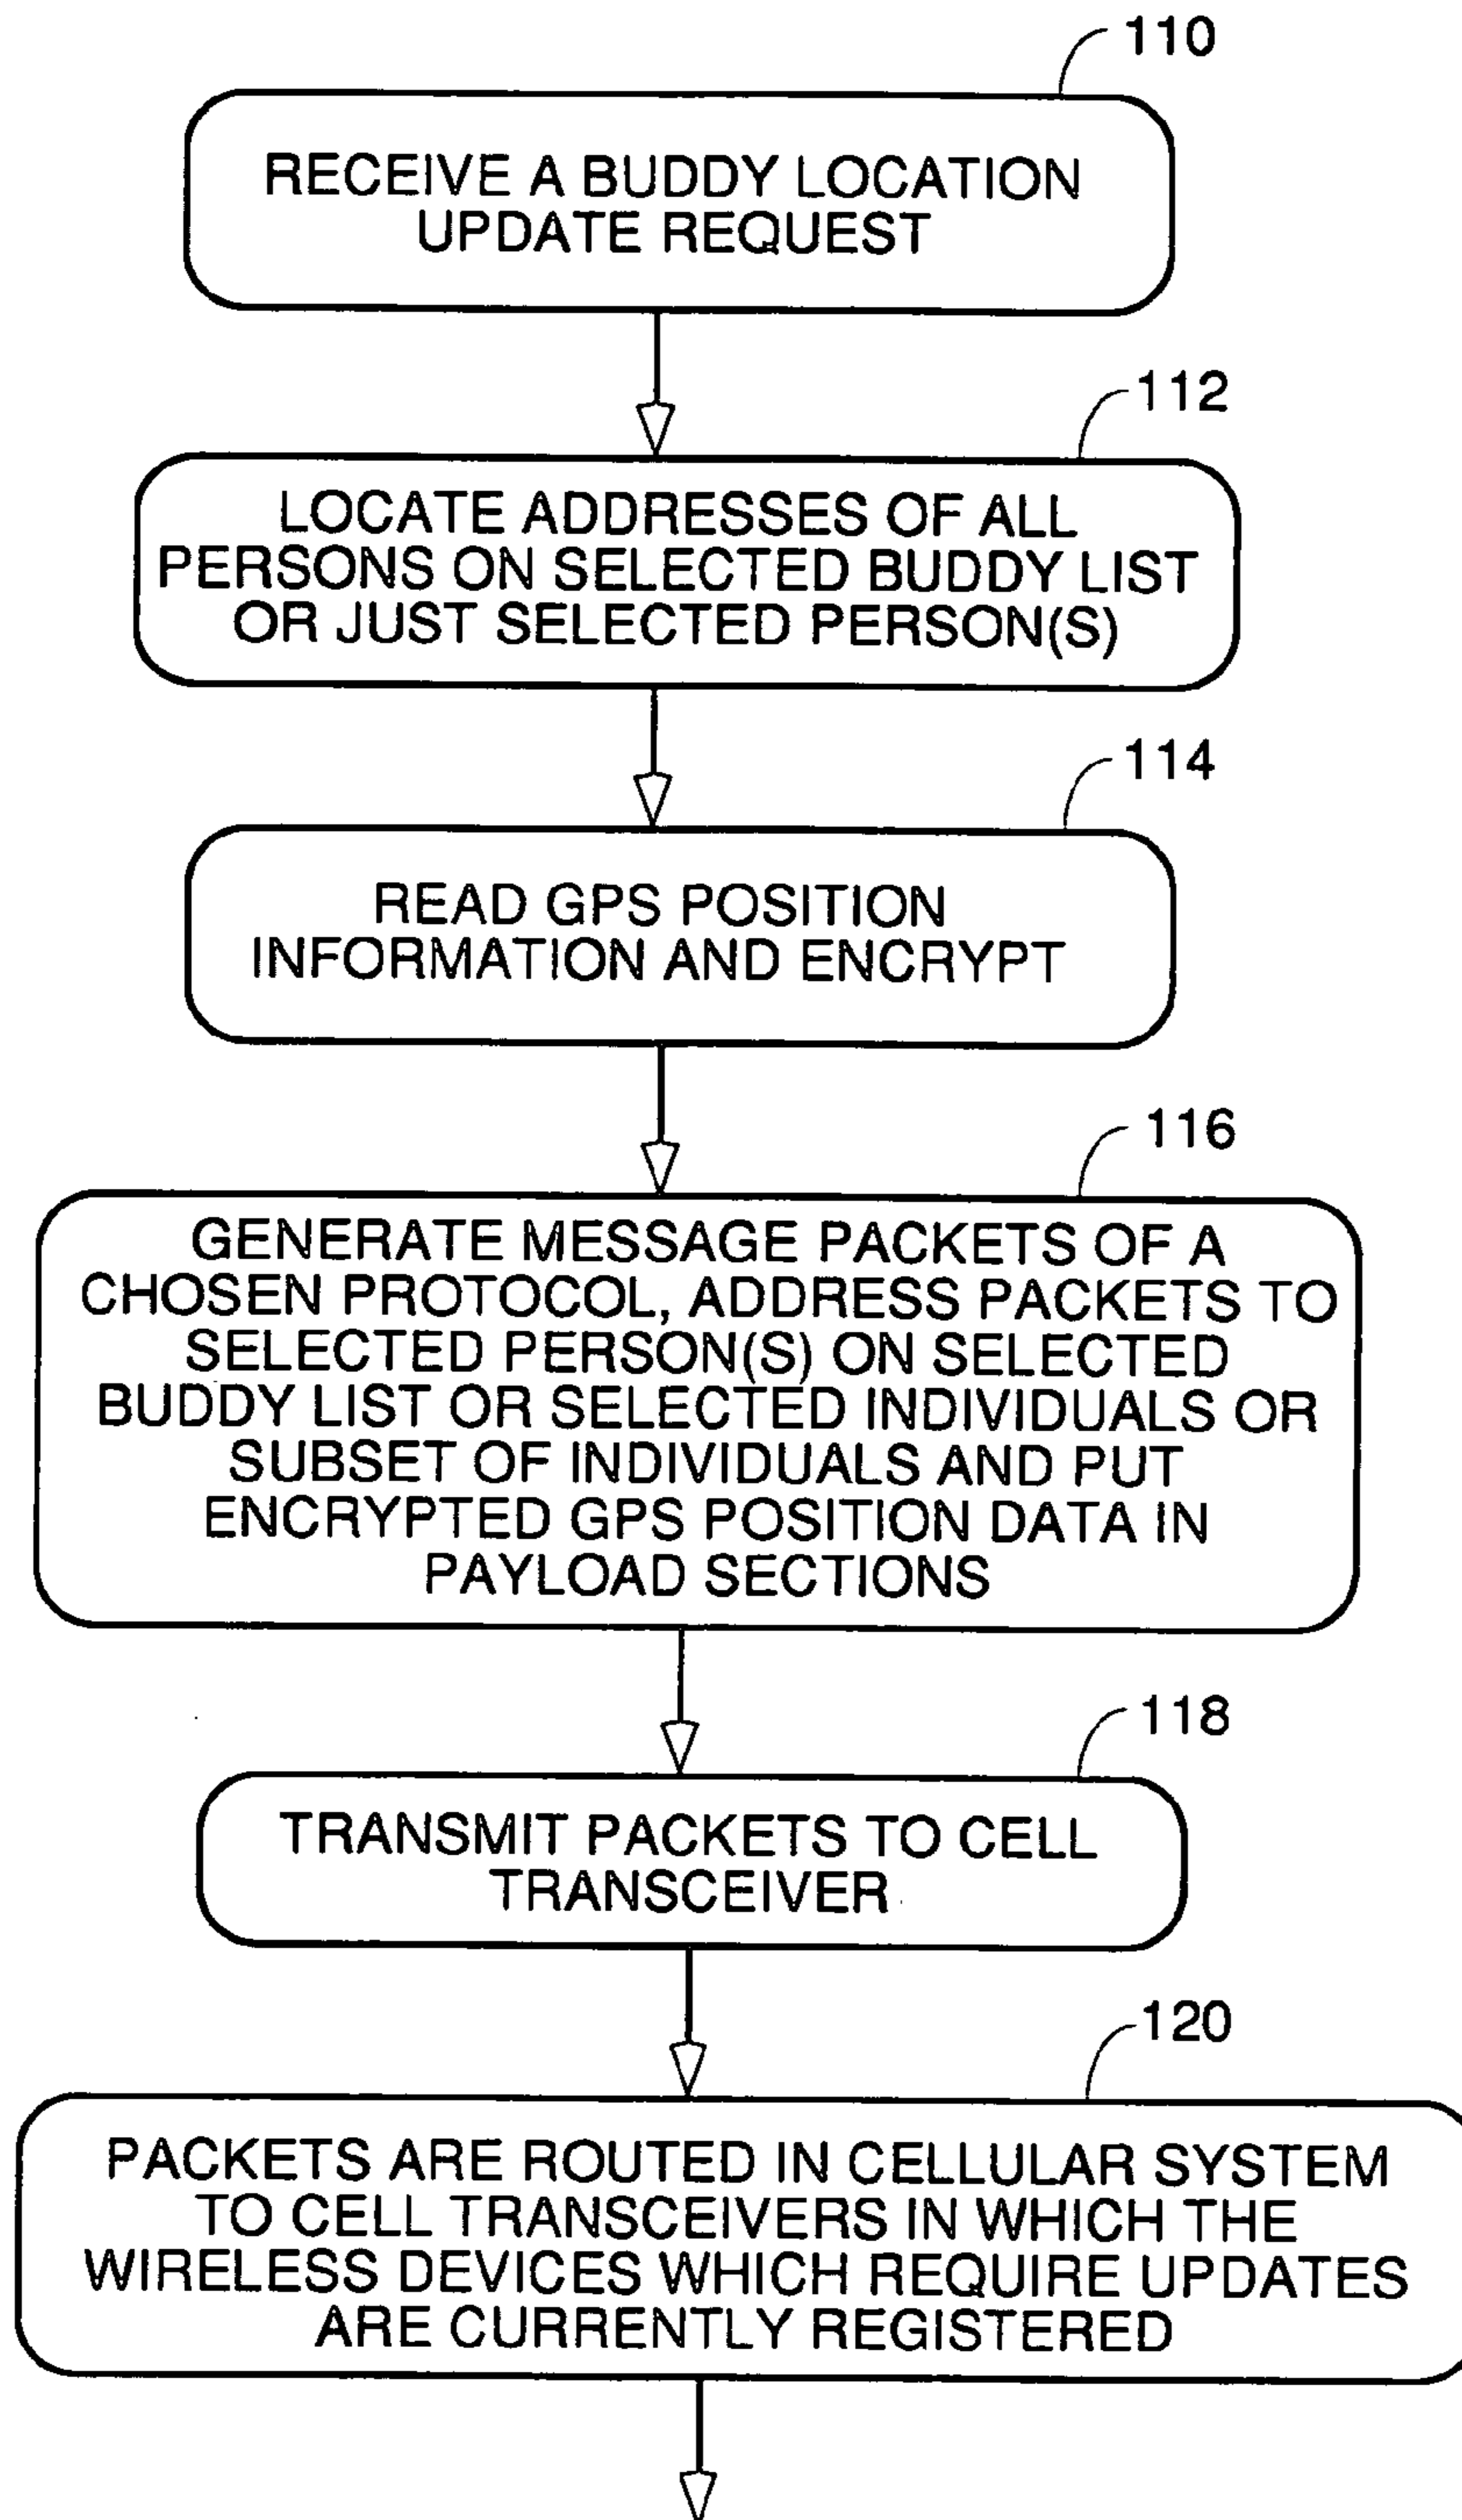 110
RECEIVE A BUDDY LOCATION
UPDATE REQUEST
112
LOCATE ADDRESSES OF ALL
PERSONS ON SELECTED BUDDY LIST
OR JUST SELECTED PERSON(S)
114
READ GPS POSITION
INFORMATION AND ENCRYPT
116
GENERATE MESSAGE PACKETS OF A
CHOSEN PROTOCOL, ADDRESS PACKETS TO
SELECTED PERSON(S) ON SELECTED
BUDDY LIST OR SELECTED INDIVIDUALS OR
SUBSET OF INDIVIDUALS AND PUT
ENCRYPTED GPS POSITION DATA IN
PAYLOAD SECTIONS
118
TRANSMIT PACKETS TO CELL
TRANSCEIVER
120
PACKETS ARE ROUTED IN CELLULAR SYSTEM
TO CELL TRANSCEIVERS IN WHICH THE
WIRELESS DEVICES WHICH REQUIRE UPDATES
ARE CURRENTLY REGISTERED